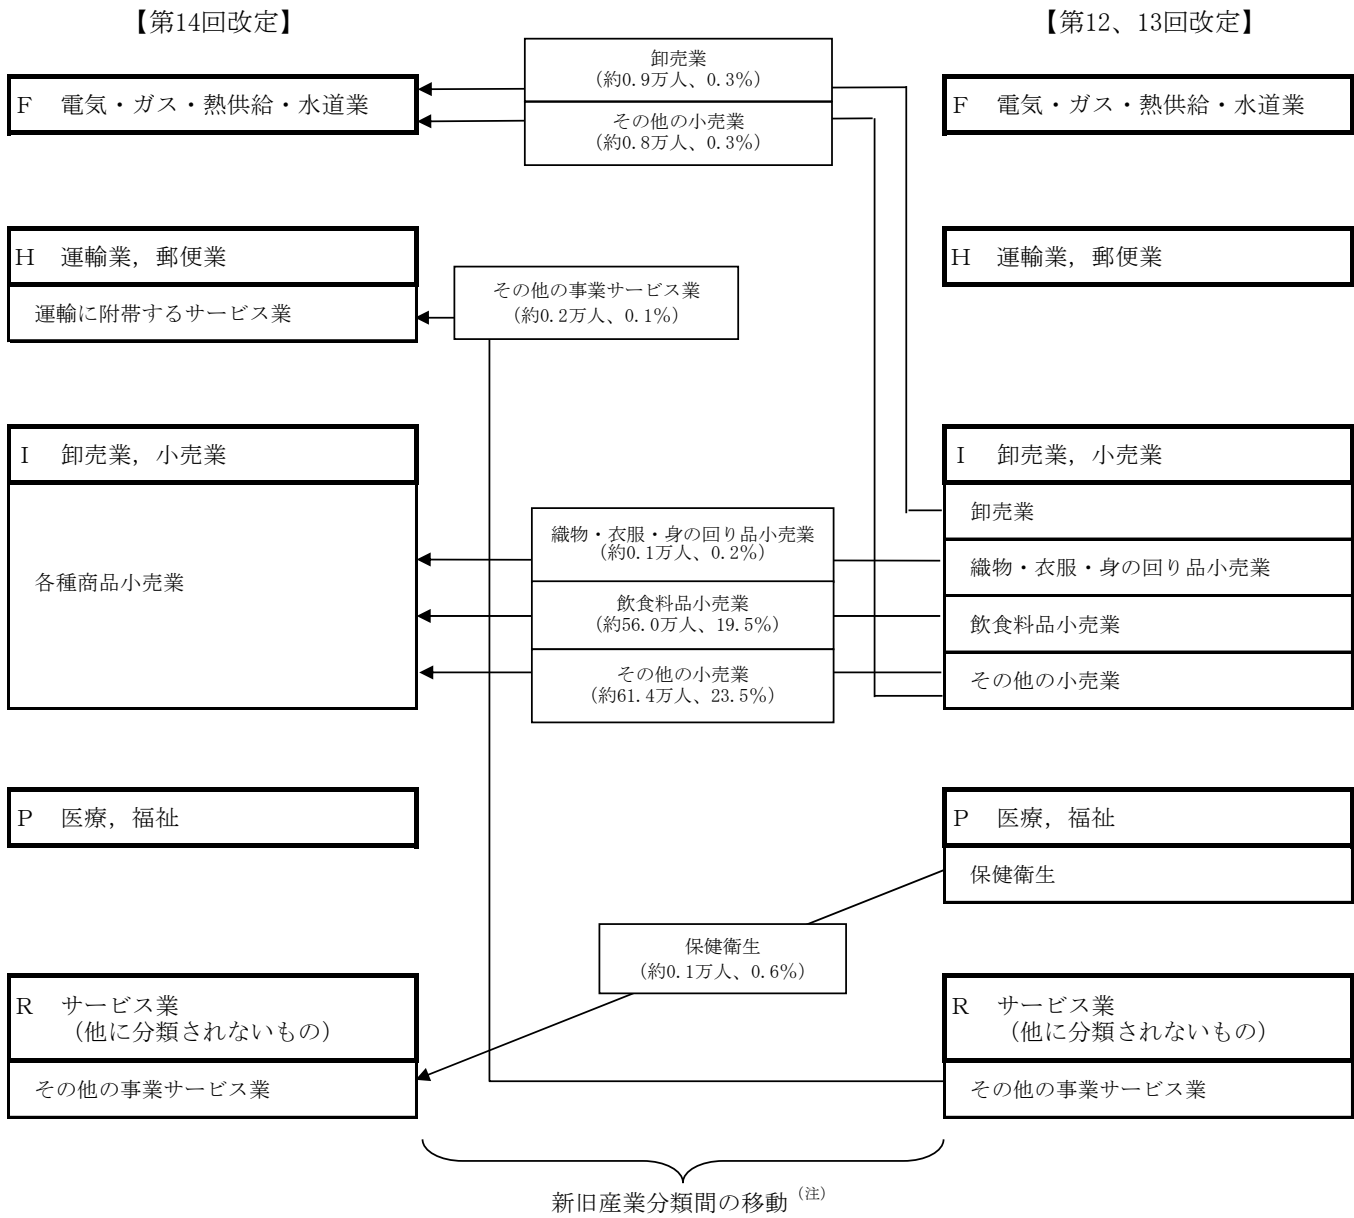 【第14回改定】
【第12、13回改定】
卸売業
（約0.9万人、0.3％）
Ｆ　電気・ガス・熱供給・水道業
その他の小売業
（約0.8万人、0.3％）
Ｆ　電気・ガス・熱供給・水道業
Ｈ　運輸業，郵便業
運輸に附帯するサービス業
その他の事業サービス業
（約0.2万人、0.1％）
Ｈ　運輸業，郵便業
Ｉ　卸売業，小売業
各種商品小売業
織物・衣服・身の回り品小売業
（約0.1万人、0.2％）
飲食料品小売業
（約56.0万人、19.5％）
その他の小売業
（約61.4万人、23.5％）
Ｉ　卸売業，小売業
卸売業
織物・衣服・身の回り品小売業
飲食料品小売業
その他の小売業
Ｐ　医療，福祉
Ｐ　医療，福祉
保健衛生
保健衛生
（約0.1万人、0.6％）
Ｒ　サービス業
（他に分類されないもの）
その他の事業サービス業
Ｒ　サービス業
（他に分類されないもの）
その他の事業サービス業
新旧産業分類間の移動（注）